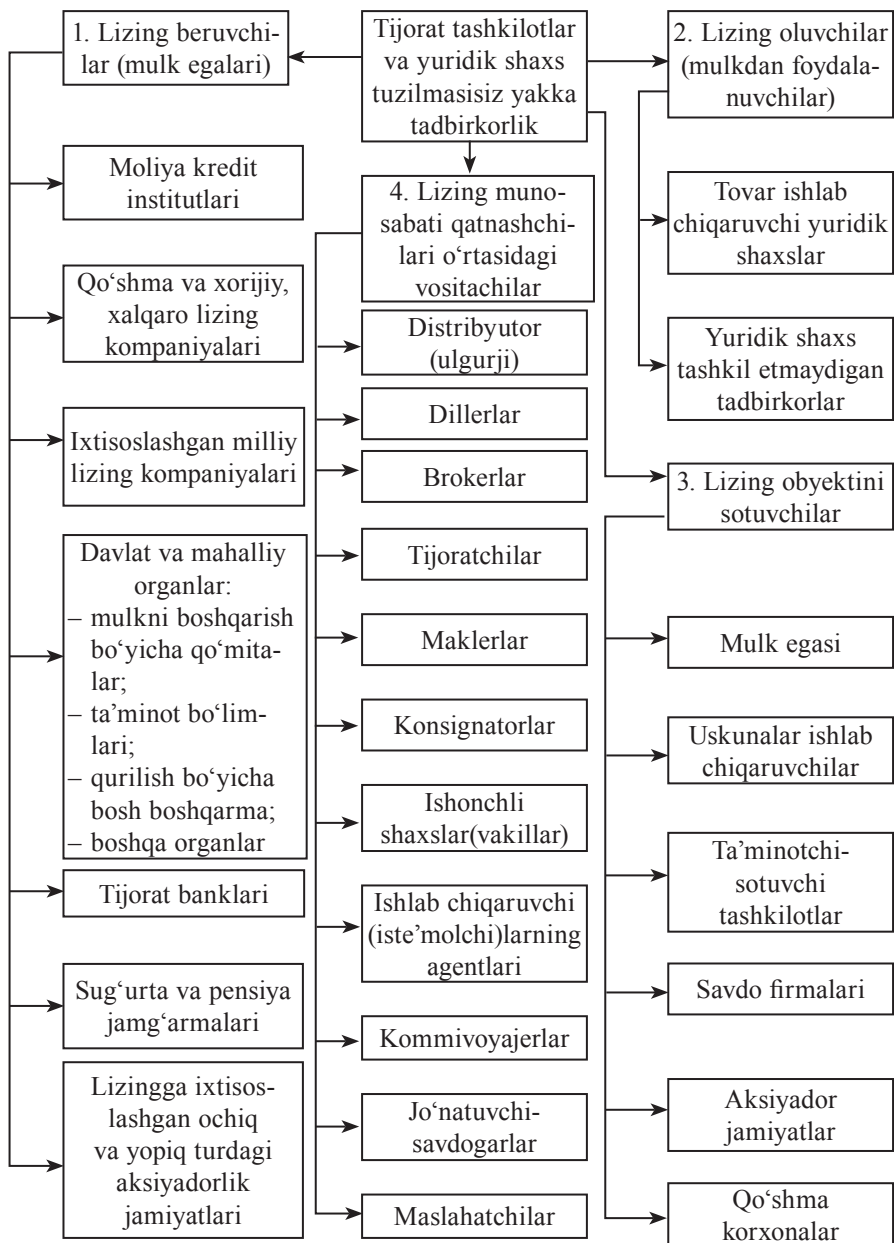 1. Lizing beruvchi-
lar (mulk egalari)
Tijorat tashkilotlar
va yuridik shaxs
tuzilmasisiz yakka
tadbirkorlik
2. Lizing oluvchilar
(mulkdan foydala-
nuvchilar)
Moliya kredit
institutlari
Qo‘shma va xorijiy,
xalqaro lizing
kompaniyalari
Ixtisoslashgan milliy
lizing kompaniyalari
Davlat va mahalliy
organlar:
– mulkni boshqarish
bo‘yicha qo‘mita-
lar;
– ta’minot bo‘lim-
lari;
– qurilish bo‘yicha
bosh boshqarma;
– boshqa organlar
Tijorat banklari
Sug‘urta va pensiya
jamg‘armalari
Lizingga ixtisos-
lashgan ochiq
va yopiq turdagi
aksiyadorlik
jamiyatlari
4. Lizing muno-
sabati qatnashchi-
lari o‘rtasidagi
vositachilar
Distribyutor
(ulgurji)
Dillerlar
Brokerlar
Tijoratchilar
Maklerlar
Konsignatorlar
Ishonchli
shaxslar(vakillar)
Ishlab chiqaruvchi
(iste’molchi)larning
agentlari
Kommivoyajerlar
Jo‘natuvchi-
savdogarlar
Maslahatchilar
Tovar ishlab
chiqaruvchi yuridik
shaxslar
Yuridik shaxs
tashkil etmaydigan
tadbirkorlar
3. Lizing obyektini
sotuvchilar
Mulk egasi
Uskunalar ishlab
chiqaruvchilar
Ta’minotchi-
sotuvchi
tashkilotlar
Savdo firmalari
Aksiyador
jamiyatlar
Qo‘shma
korxonalar